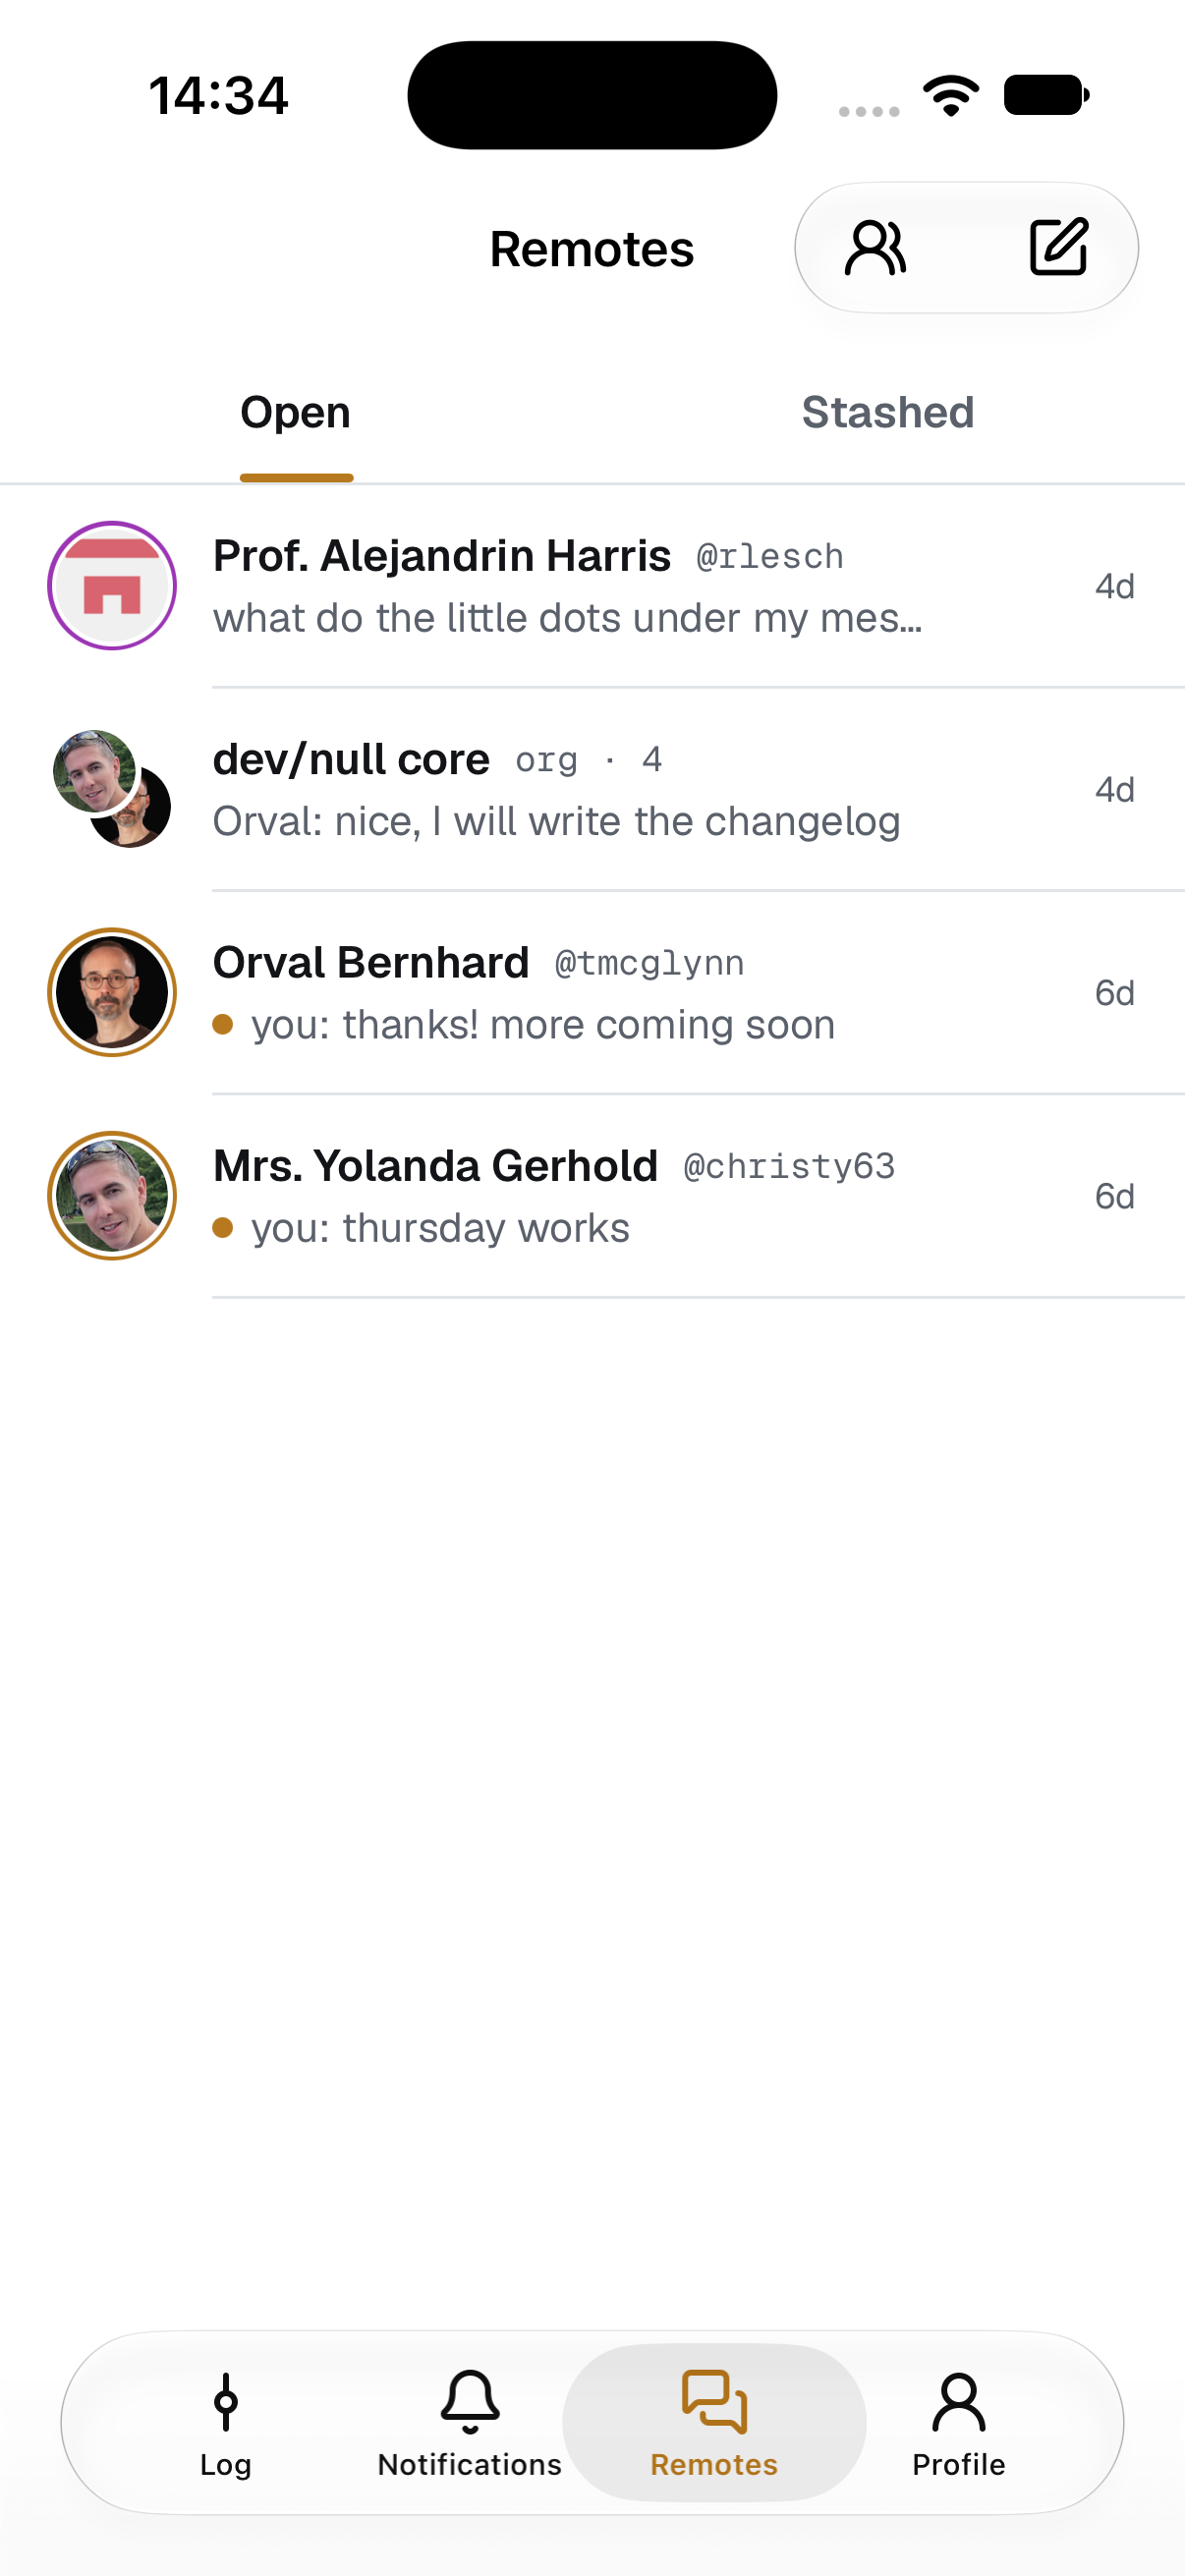 14:34
Remotes
Open
Stashed
Prof. Alejandrin Harris @rlesch
4d
what do the little dots under my mes...
dev/null core org · 4
4d
Orval: nice, I will write the changelog
Orval Bernhard @tmcglynn
6d
you: thanks! more coming soon
Mrs. Yolanda Gerhold @christy63
6d
you: thursday works
Log
Notifications
Remotes
Profile